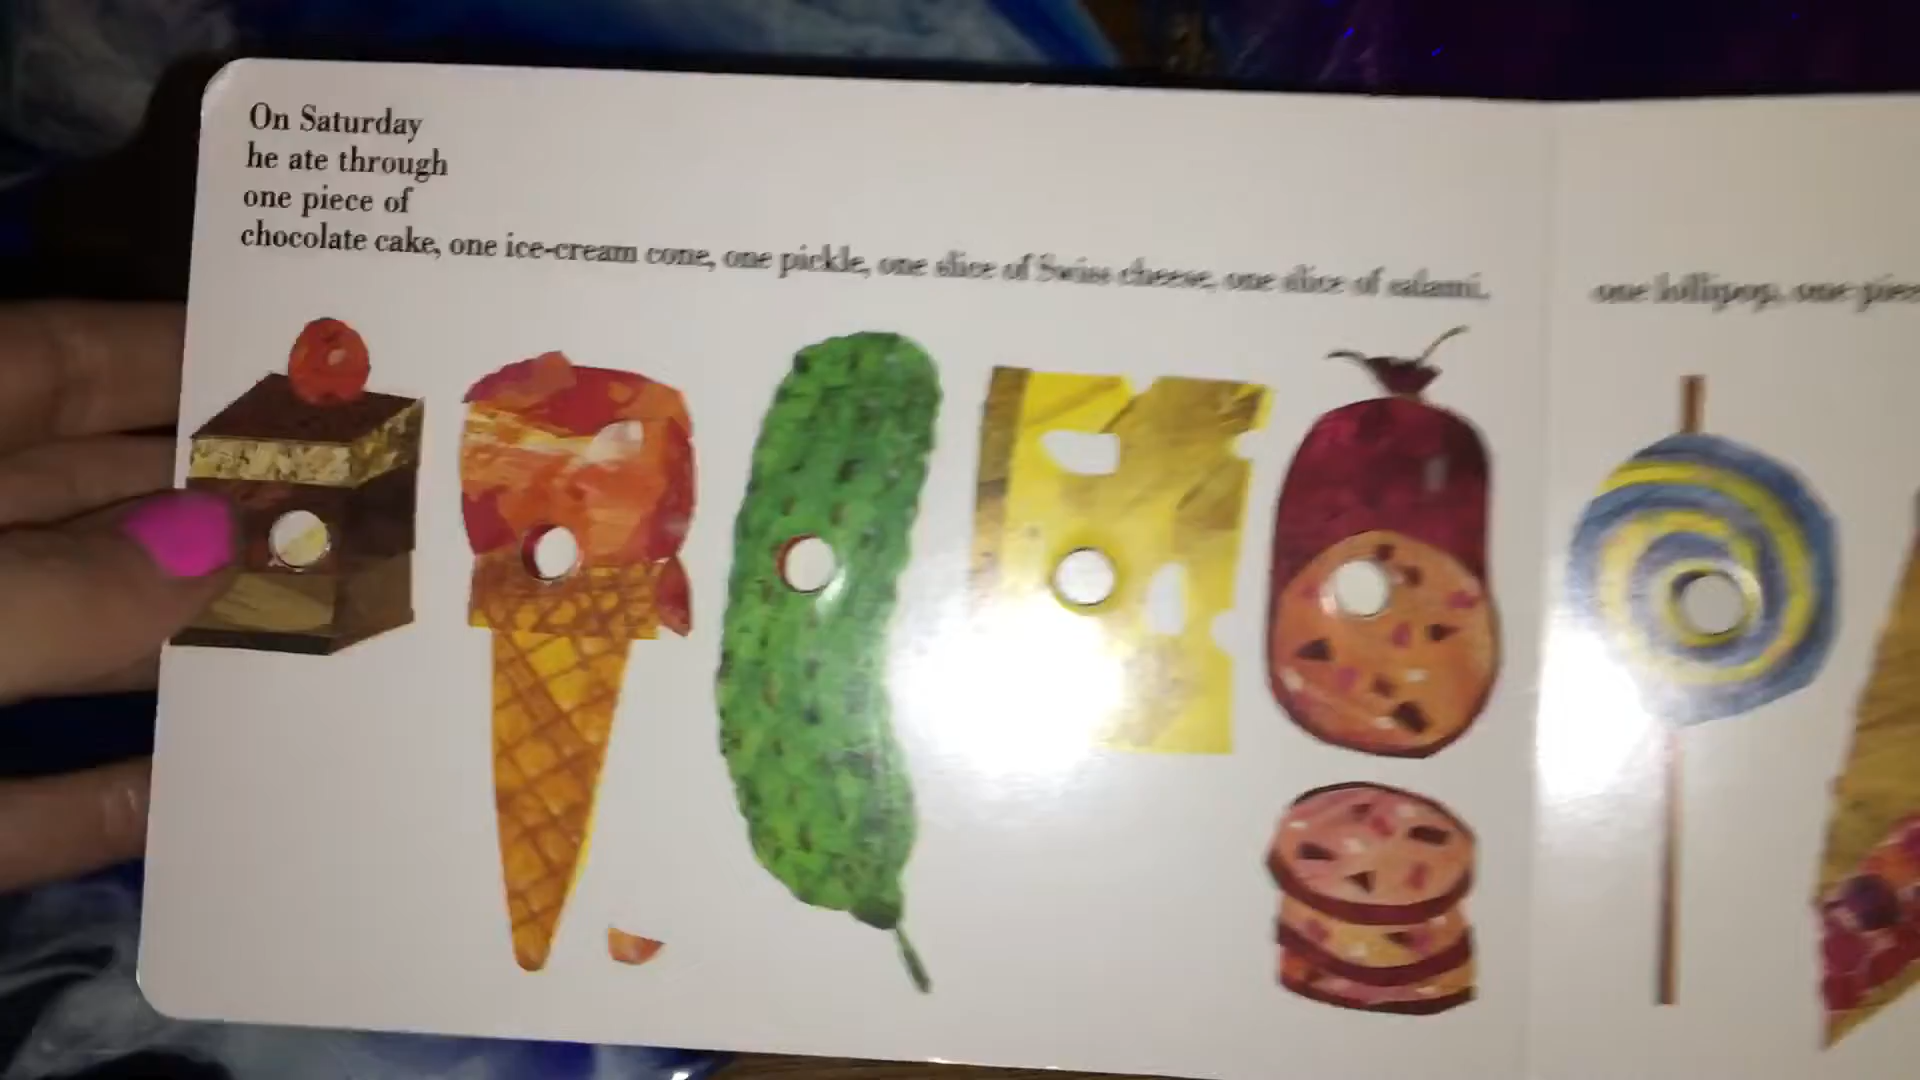 On Saturday
he ate through
one piece of
chocolate cake, one ice-cream cone, one pickle, one slice of Swiss cheese, one slice of salami,
one lollipop, one